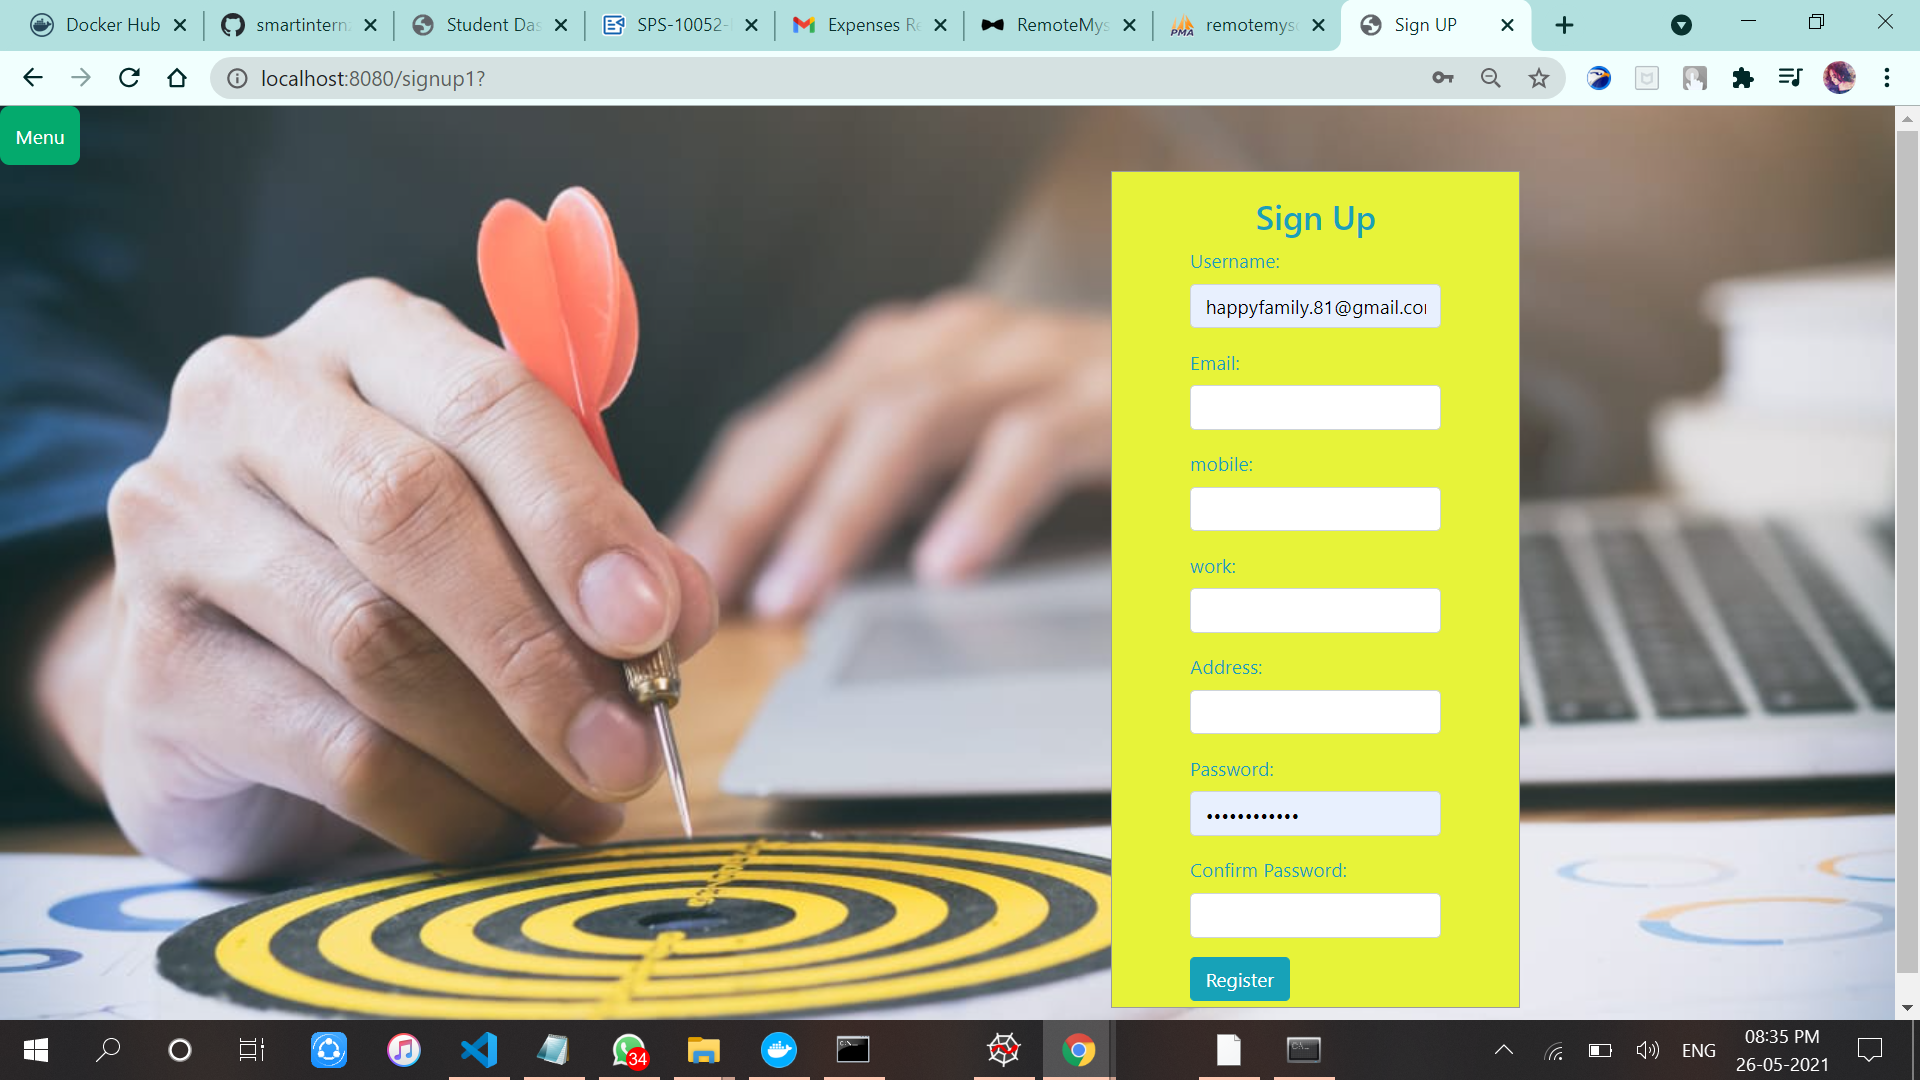 Docker Hub
smartintern
Student Das
SPS-10052-
Expenses Re
RemoteMys
remotemys
Sign UP
localhost:8080/signup1?
Menu
Sign Up
Username:
happyfamily.81@gmail.co
Email:
mobile:
work:
Address:
Password:
••••••••••••
Confirm Password:
Register
34
ENG
08:35 PM
26-05-2021